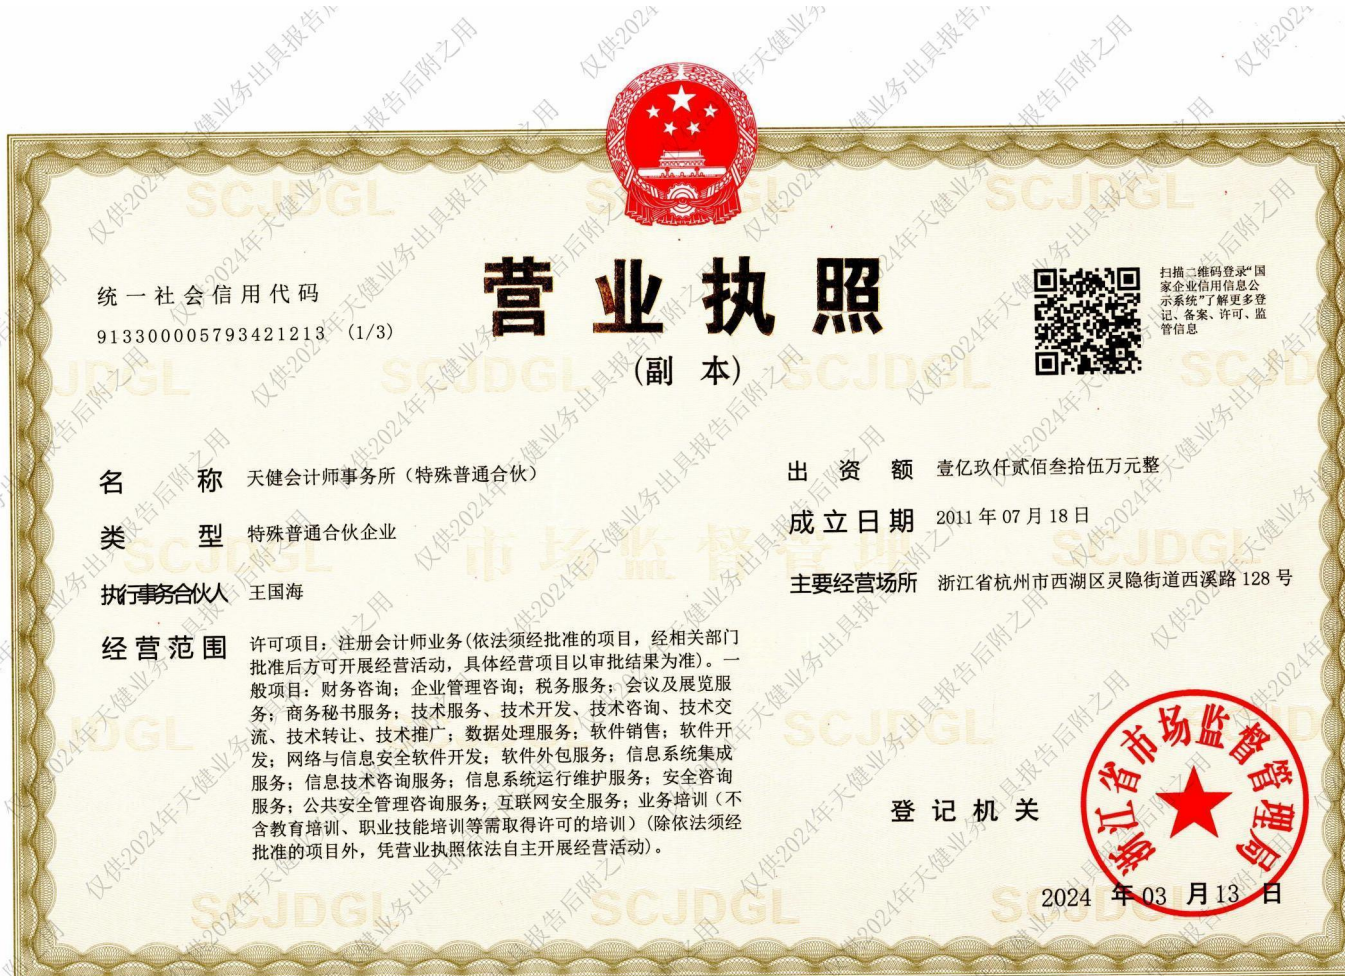 营业执照
(副 本)
统一社会信用代码
913300005793421213 (1/3)
扫描二维码登录“国
家企业信用信息公
示系统”了解更多登
记、备案、许可、监
管信息
名 称 天健会计师事务所（特殊普通合伙）
类 型 特殊普通合伙企业
执行事务合伙人 王国海
经营范围 许可项目：注册会计师业务(依法须经批准的项目，经相关部门
批准后方可开展经营活动，具体经营项目以审批结果为准)。一
般项目：财务咨询；企业管理咨询；税务服务；会议及展览服
务；商务秘书服务；技术服务、技术开发、技术咨询、技术交
流、技术转让、技术推广；数据处理服务；软件销售；软件开
发；网络与信息安全软件开发；软件外包服务；信息系统集成
服务；信息技术咨询服务；信息系统运行维护服务；安全咨询
服务；公共安全管理咨询服务；互联网安全服务；业务培训（不
含教育培训、职业技能培训等需取得许可的培训）(除依法须经
批准的项目外，凭营业执照依法自主开展经营活动)。
出 资 额 壹亿玖仟贰佰叁拾伍万元整
成立日期 2011年07月18日
主要经营场所 浙江省杭州市西湖区灵隐街道西溪路128号
登记机关
浙江省市场监督管理局
2024 年03 月13 日
SCJDGL
市场监督管理
仅供2024年天健业务出具报告后附之用